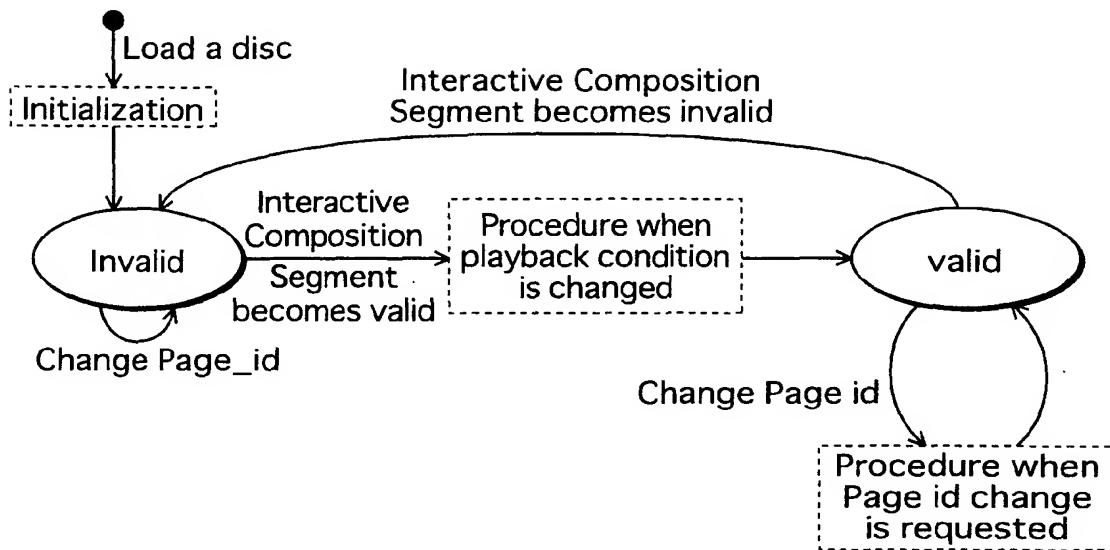 Load a disc
Initialization
Interactive Composition
Segment becomes invalid
Invalid
Interactive
Composition
Segment
becomes valid
Procedure when
playback condition
is changed
valid
Change Page_id
Change Page id
Procedure when
Page id change
is requested